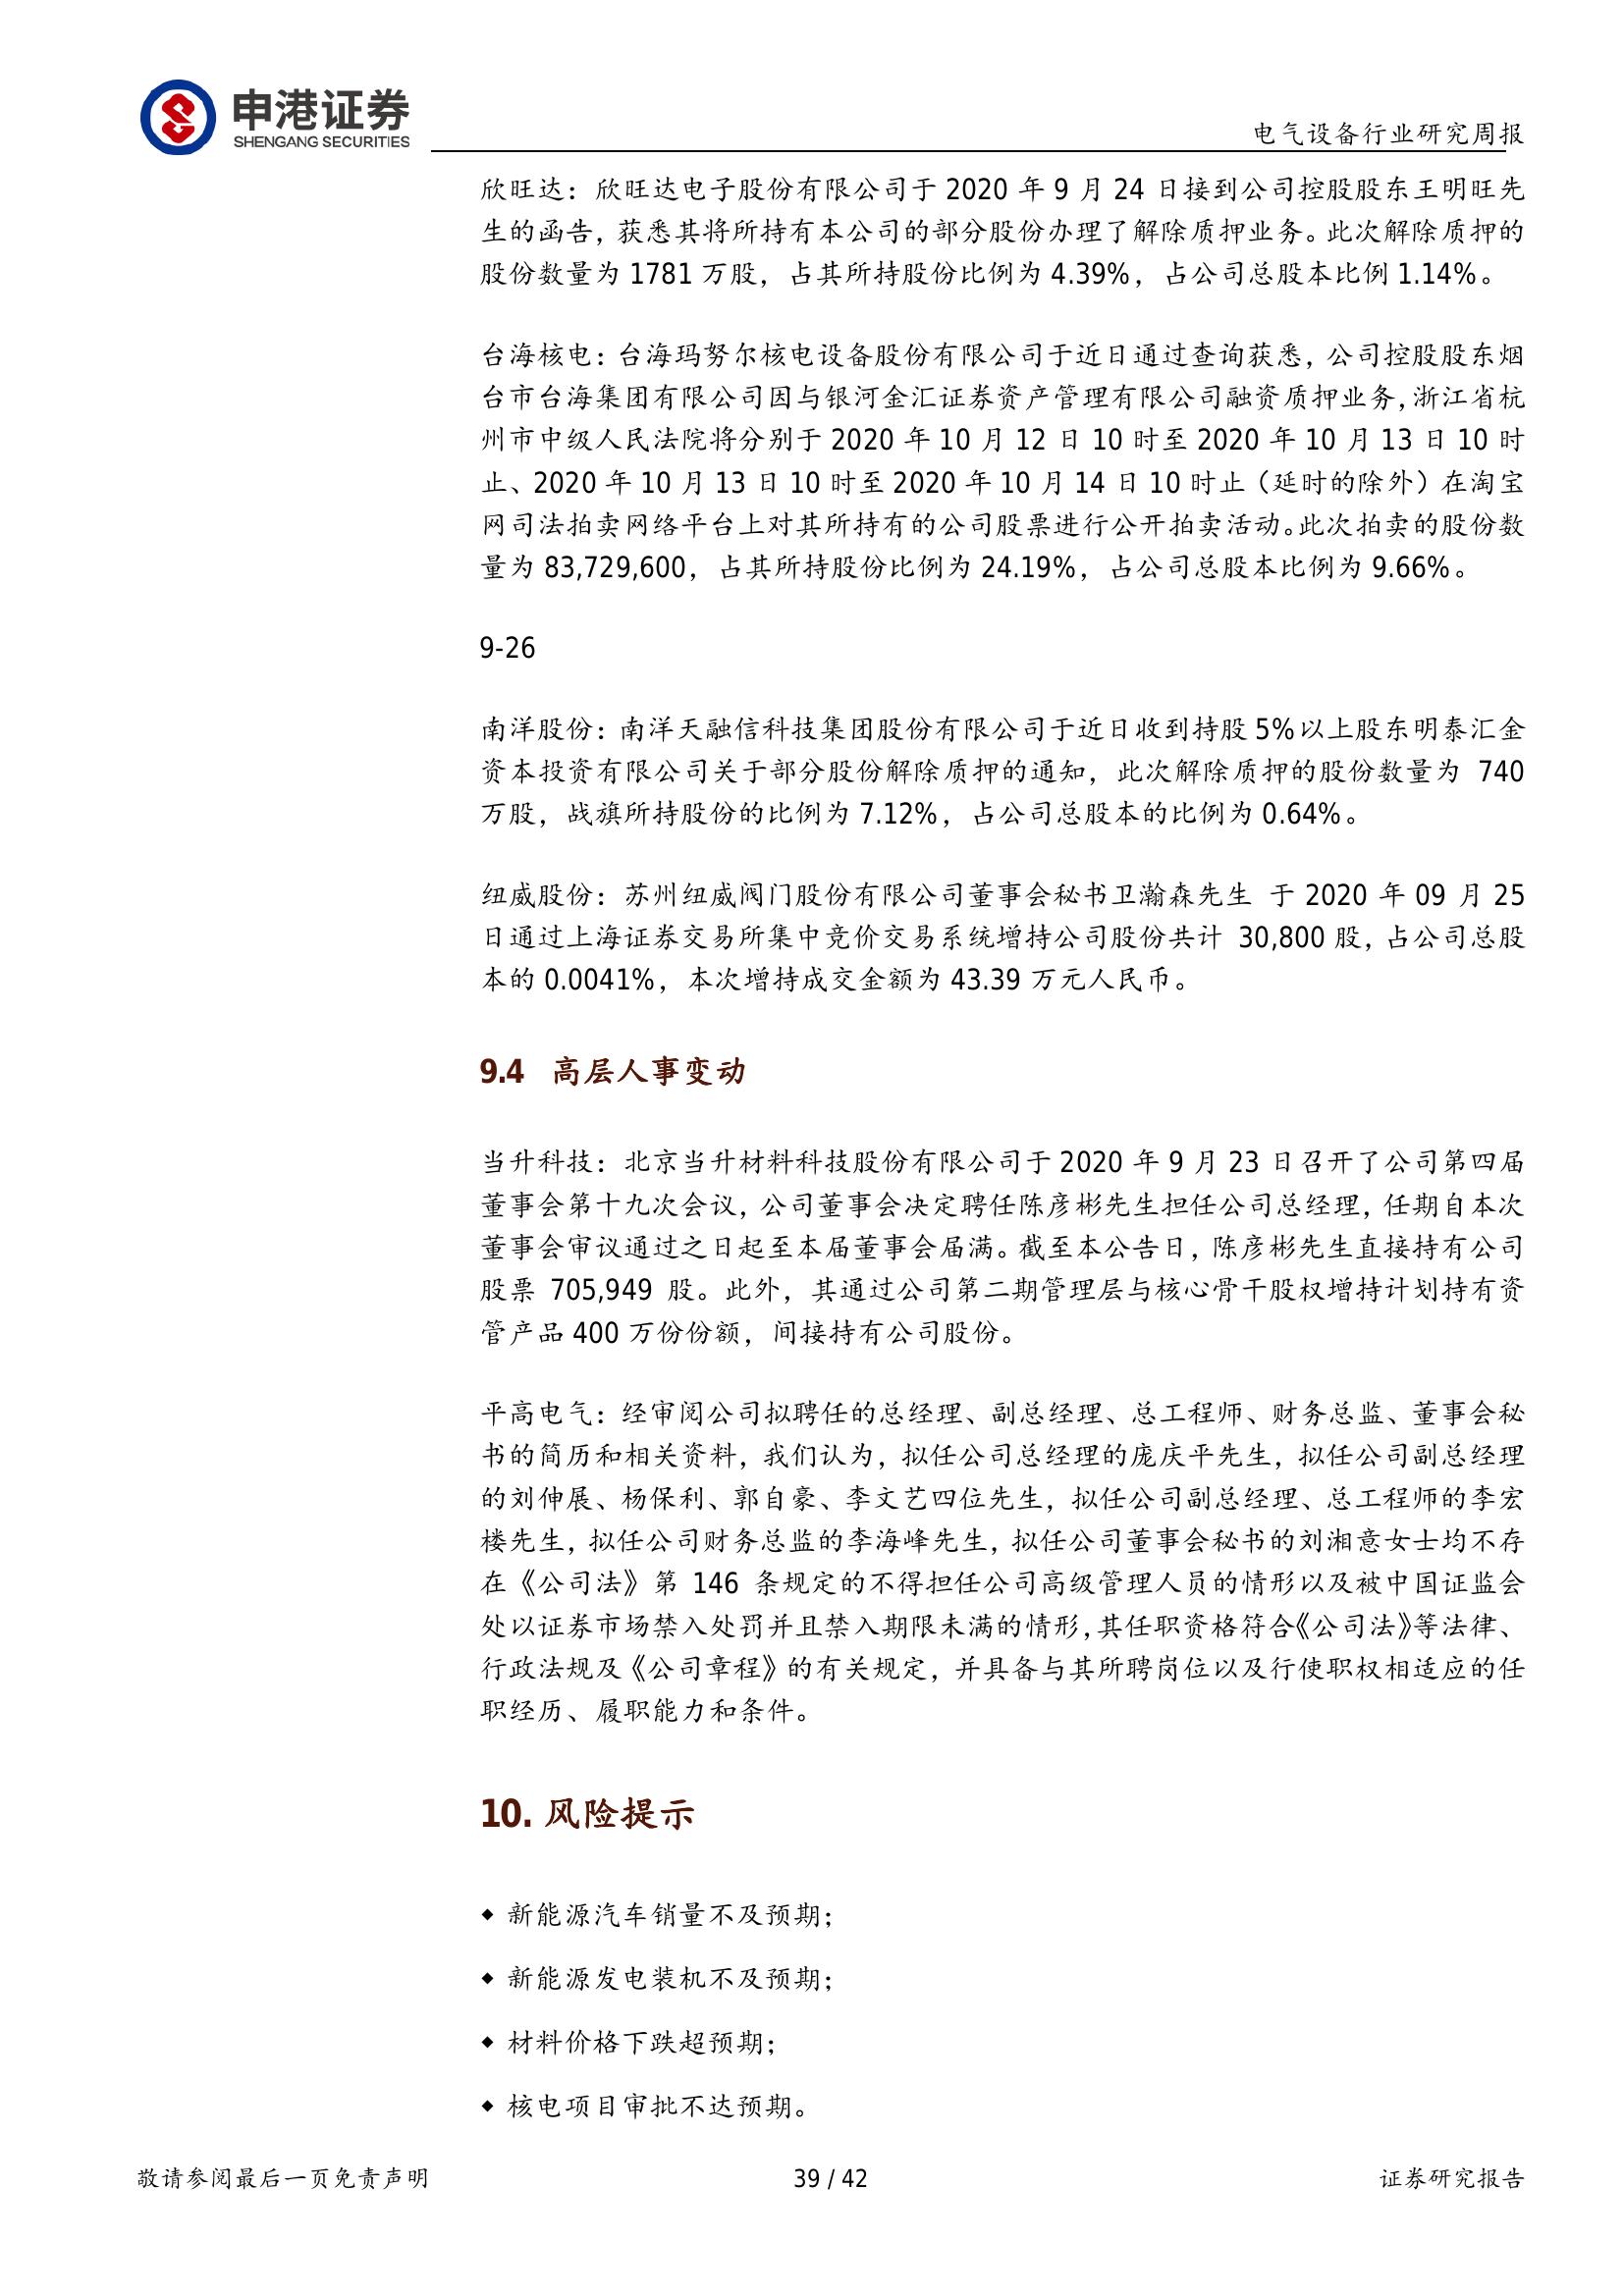 申港证券
SHENGANG SECURITIES
电气设备行业研究周报
欣旺达：欣旺达电子股份有限公司于 2020 年 9 月 24 日接到公司控股股东王明旺先
生的函告，获悉其将所持有本公司的部分股份办理了解除质押业务。此次解除质押的
股份数量为 1781 万股，占其所持股份比例为 4.39%，占公司总股本比例 1.14%。
台海核电：台海玛努尔核电设备股份有限公司于近日通过查询获悉，公司控股股东烟
台市台海集团有限公司因与银河金汇证券资产管理有限公司融资质押业务，浙江省杭
州市中级人民法院将分别于 2020 年 10 月 12 日 10 时至 2020 年 10 月 13 日 10 时
止、2020 年 10 月 13 日 10 时至 2020 年 10 月 14 日 10 时止（延时的除外）在淘宝
网司法拍卖网络平台上对其所持有的公司股票进行公开拍卖活动。此次拍卖的股份数
量为 83,729,600，占其所持股份比例为 24.19%，占公司总股本比例为 9.66%。
9-26
南洋股份：南洋天融信科技集团股份有限公司于近日收到持股 5%以上股东明泰汇金
资本投资有限公司关于部分股份解除质押的通知，此次解除质押的股份数量为 740
万股，战旗所持股份的比例为 7.12%，占公司总股本的比例为 0.64%。
纽威股份：苏州纽威阀门股份有限公司董事会秘书卫瀚森先生 于 2020 年 09 月 25
日通过上海证券交易所集中竞价交易系统增持公司股份共计 30,800 股，占公司总股
本的 0.0041%，本次增持成交金额为 43.39 万元人民币。
9.4 高层人事变动
当升科技：北京当升材料科技股份有限公司于 2020 年 9 月 23 日召开了公司第四届
董事会第十九次会议，公司董事会决定聘任陈彦彬先生担任公司总经理，任期自本次
董事会审议通过之日起至本届董事会届满。截至本公告日，陈彦彬先生直接持有公司
股票 705,949 股。此外，其通过公司第二期管理层与核心骨干股权增持计划持有资
管产品 400 万份份额，间接持有公司股份。
平高电气：经审阅公司拟聘任的总经理、副总经理、总工程师、财务总监、董事会秘
书的简历和相关资料，我们认为，拟任公司总经理的庞庆平先生，拟任公司副总经理
的刘伸展、杨保利、郭自豪、李文艺四位先生，拟任公司副总经理、总工程师的李宏
楼先生，拟任公司财务总监的李海峰先生，拟任公司董事会秘书的刘湘意女士均不存
在《公司法》第 146 条规定的不得担任公司高级管理人员的情形以及被中国证监会
处以证券市场禁入处罚并且禁入期限未满的情形，其任职资格符合《公司法》等法律、
行政法规及《公司章程》的有关规定，并具备与其所聘岗位以及行使职权相适应的任
职经历、履职能力和条件。
10. 风险提示
◆ 新能源汽车销量不及预期；
◆ 新能源发电装机不及预期；
◆ 材料价格下跌超预期；
◆ 核电项目审批不达预期。
敬请参阅最后一页免责声明
39 / 42
证券研究报告